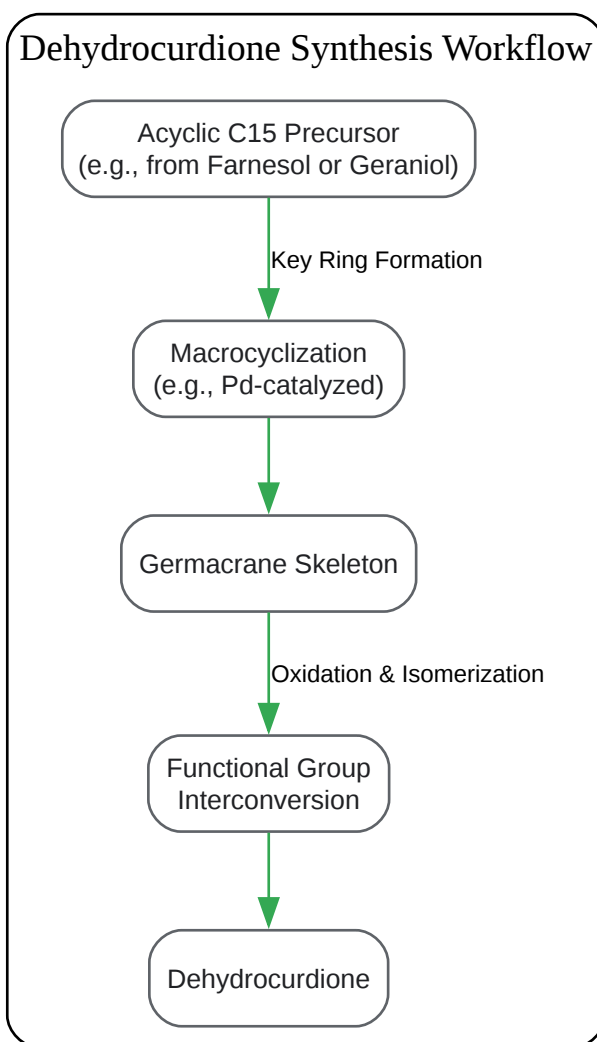 Dehydrocurdione Synthesis Workflow
Acyclic C15 Precursor
(e.g., from Farnesol or Geraniol)
Key Ring Formation
Macrocyclization
(e.g., Pd-catalyzed)
Germacrane Skeleton
Oxidation & Isomerization
Functional Group
Interconversion
Dehydrocurdione